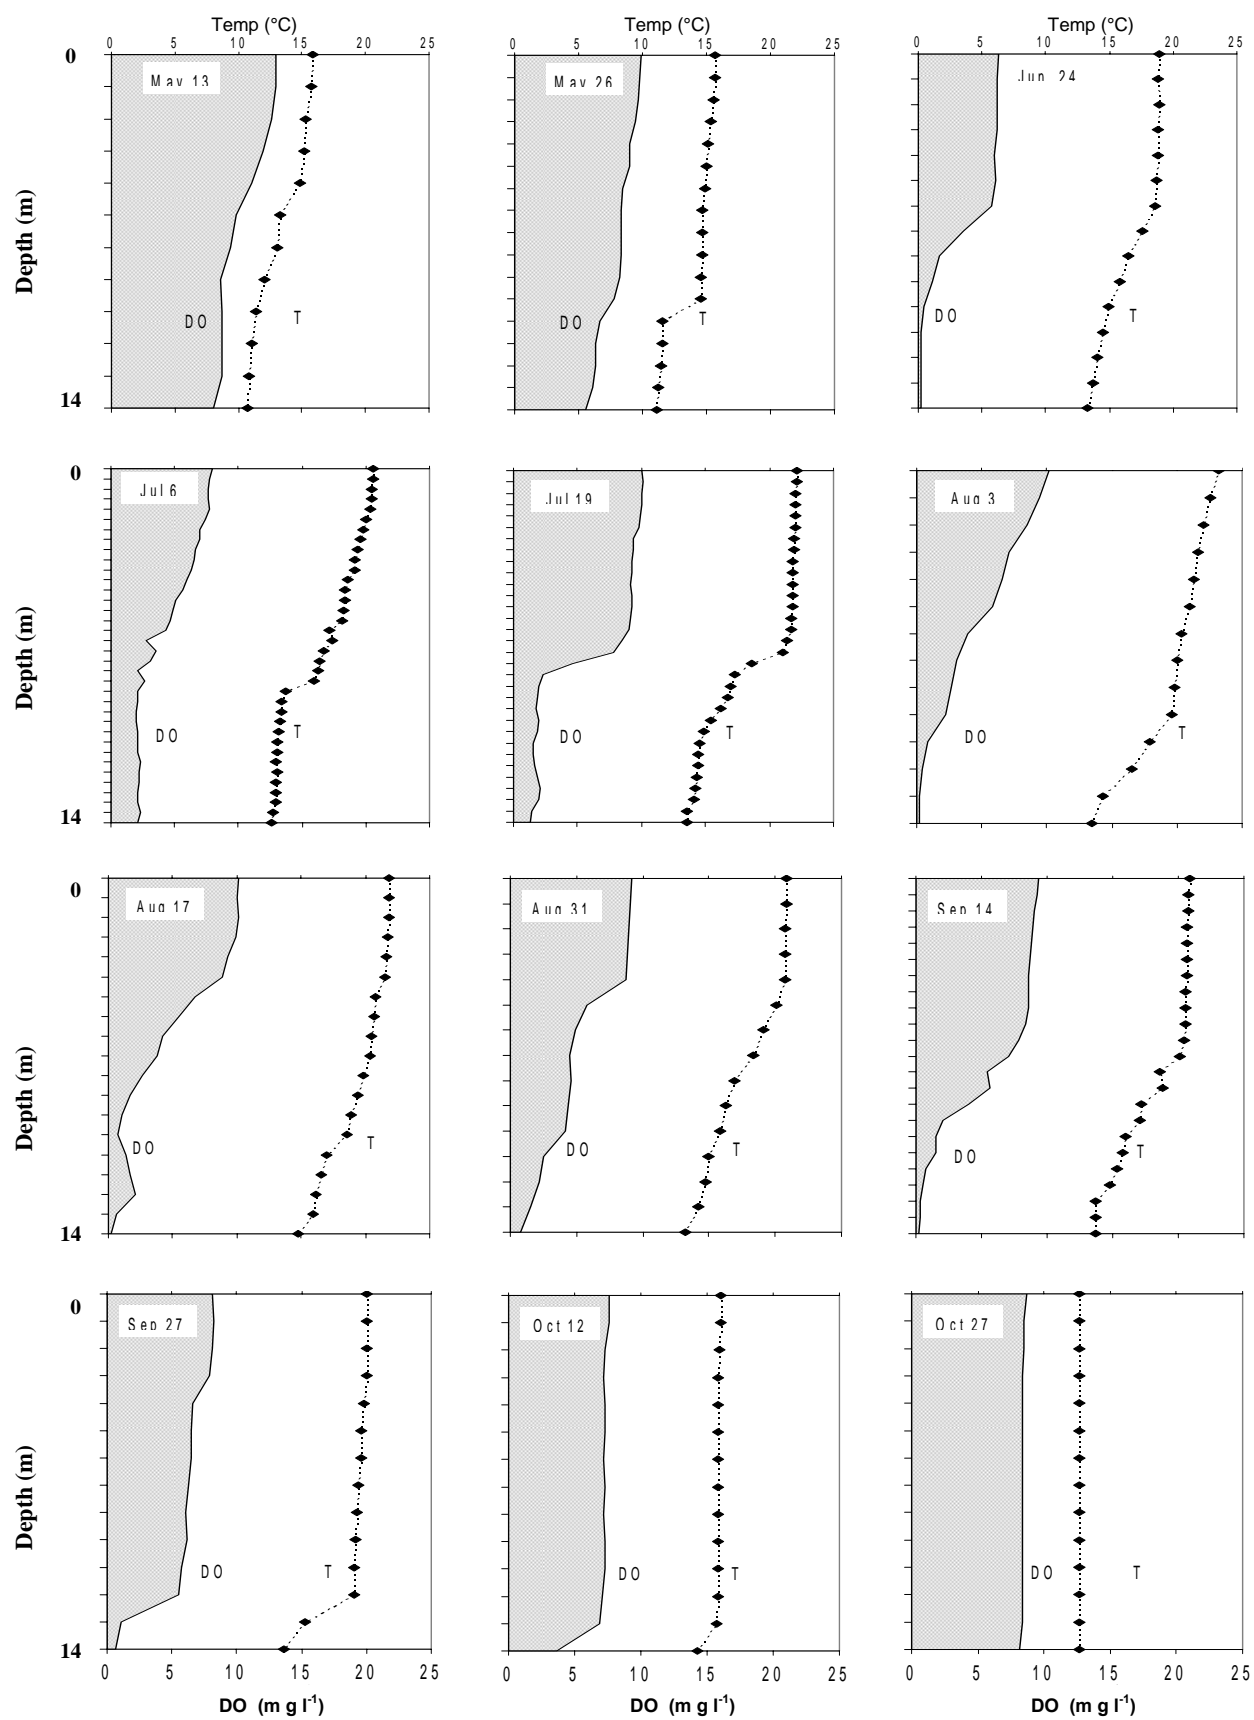 Temp (°C) Temp (°C) Temp (°C)
0 5 10 15 20 25 0 5 10 15 20 25 0 5 10 15 20 25
0
May 13 May 26 Jun 24
Depth (m)
DO T DO T DO T
14
0
Jul 6 Jul 19 Aug 3
Depth (m)
DO T DO T DO T
14
0
Aug 17 Aug 31 Sep 14
Depth (m)
DO T DO T DO T
14
0
Sep 27 Oct 12 Oct 27
Depth (m)
DO T DO T DO T
14
0 5 10 15 20 25 0 5 10 15 20 25 0 5 10 15 20 25
DO (mg l⁻¹) DO (mg l⁻¹) DO (mg l⁻¹)